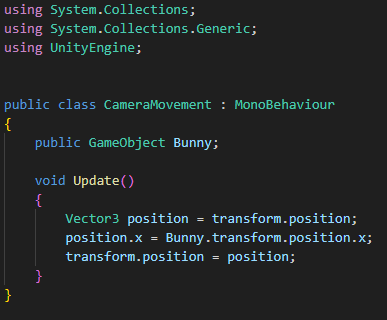 using System.Collections;
using System.Collections.Generic;
using UnityEngine;
public class CameraMovement : MonoBehaviour
{
    public GameObject Bunny;
    void Update()
    {
        Vector3 position = transform.position;
        position.x = Bunny.transform.position.x;
        transform.position = position;
    }
}